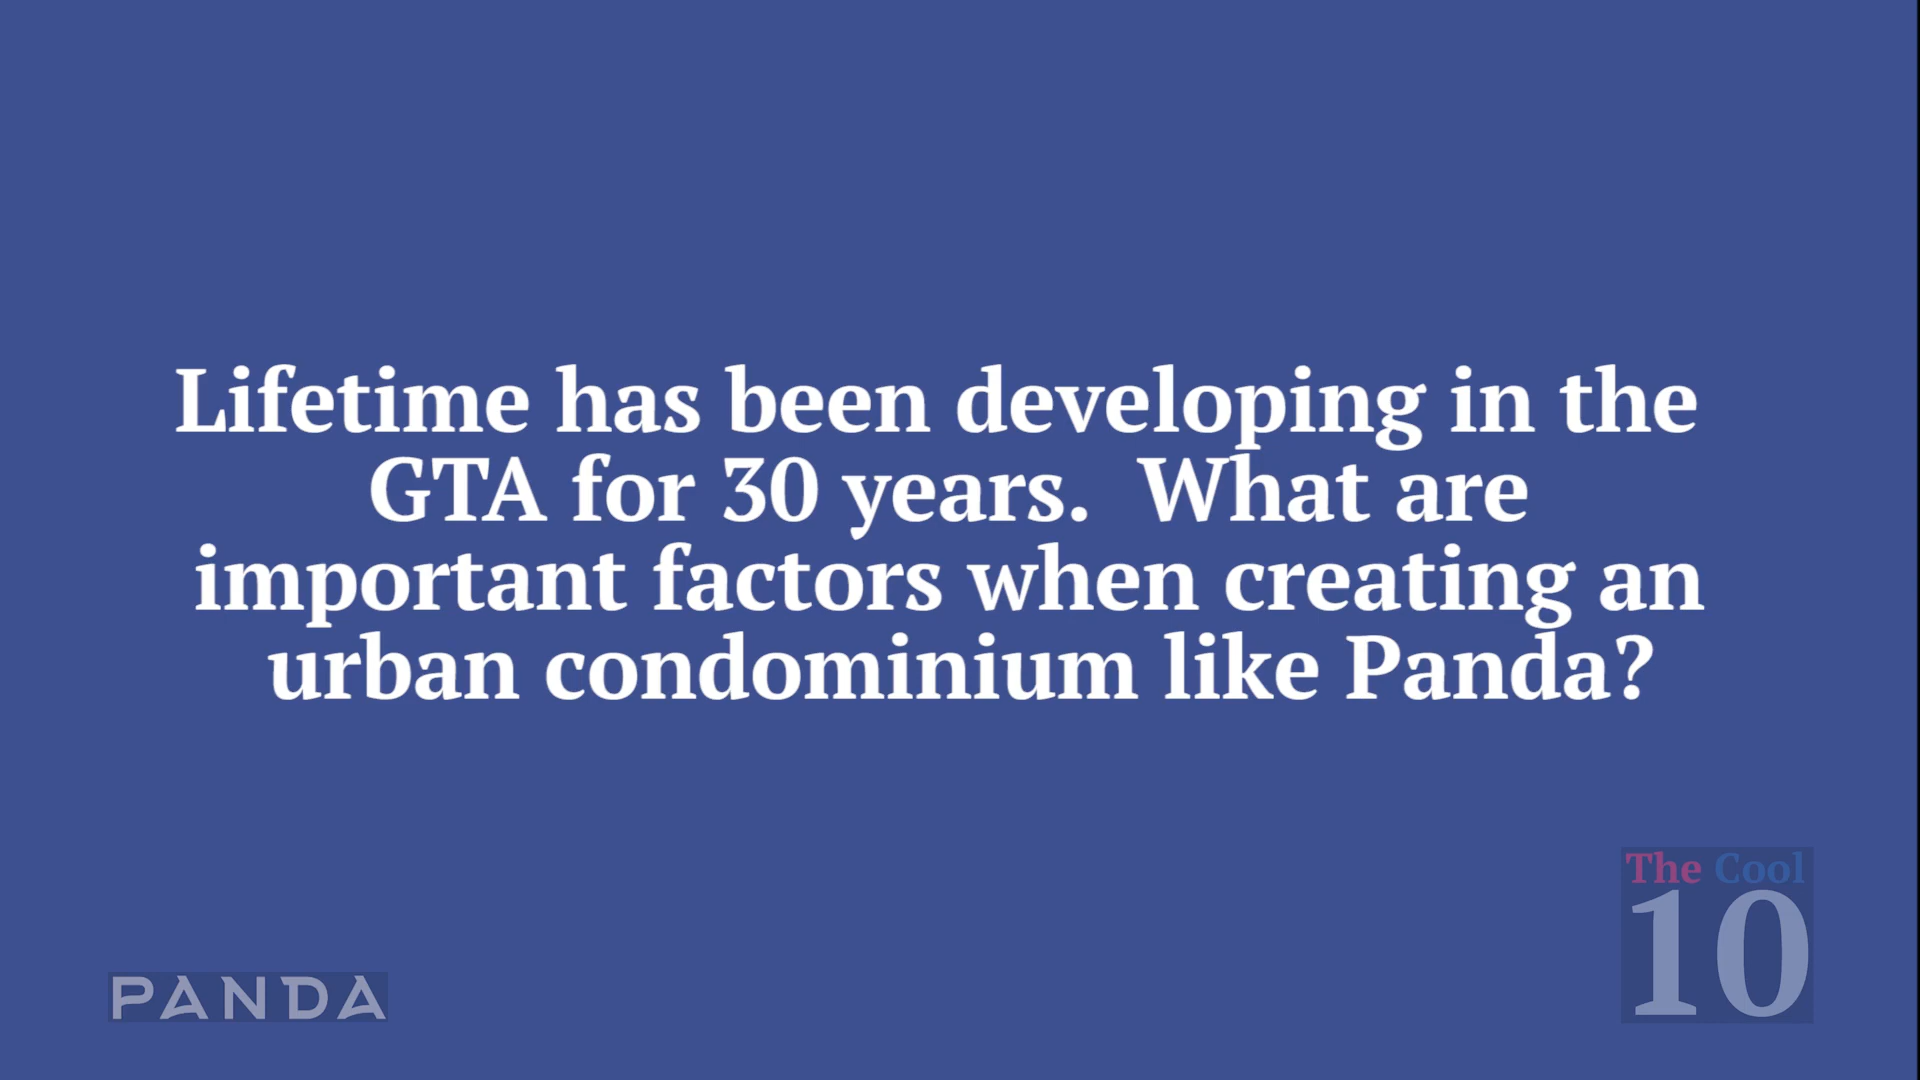 Lifetime has been developing in the
GTA for 30 years.  What are
important factors when creating an
urban condominium like Panda?
The Cool
10
PANDA